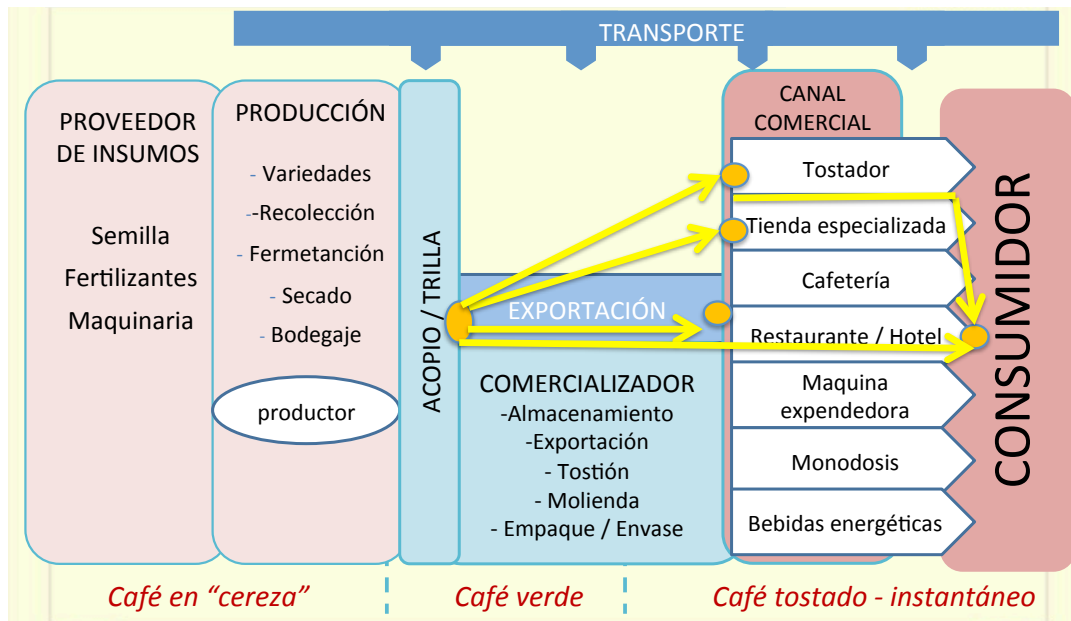 TRANSPORTE
PROVEEDOR
DE INSUMOS
Semilla
Fertilizantes
Maquinaria
PRODUCCIÓN
- Variedades
--Recolección
- Fermetanción
- Secado
- Bodegaje
productor
ACOPIO / TRILLA
EXPORTACIÓN
COMERCIALIZADOR
-Almacenamiento
-Exportación
- Tostión
- Molienda
- Empaque / Envase
CANAL
COMERCIAL
Tostador
Tienda especializada
Cafetería
Restaurante / Hotel
Maquina
expendedora
Monodosis
Bebidas energéticas
CONSUMIDOR
Café en “cereza”
Café verde
Café tostado - instantáneo